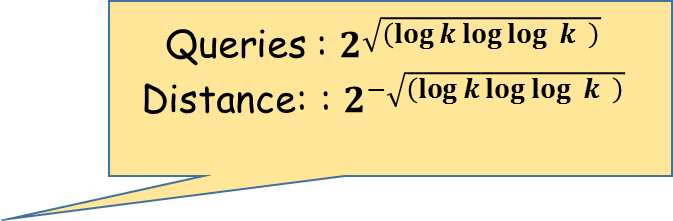 Queries : 2^√(log k log log k )
Distance: : 2^−√(log k log log k )